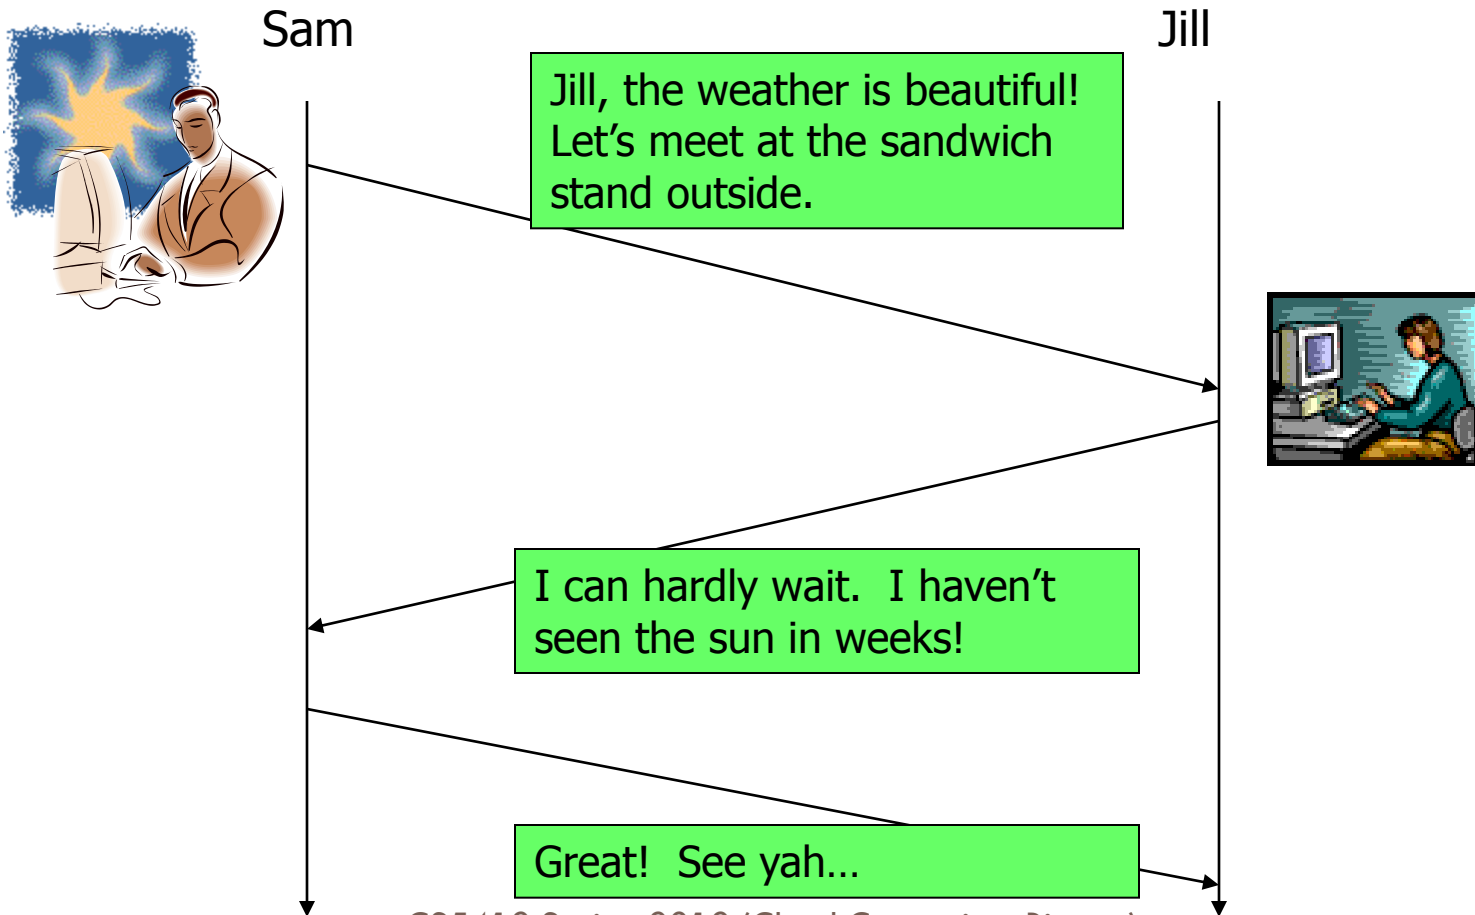 Sam
Jill
Jill, the weather is beautiful!
Let’s meet at the sandwich
stand outside.
I can hardly wait.  I haven’t
seen the sun in weeks!
Great!  See yah…